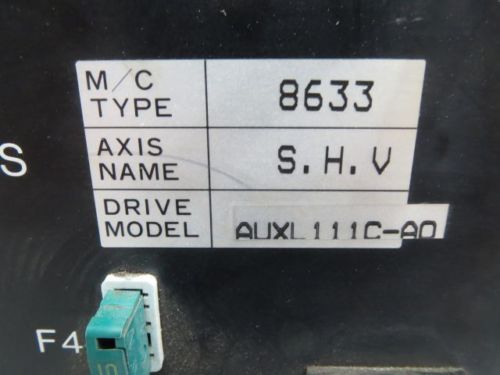 M/C TYPE 8633
S
AXIS NAME S.H.V
DRIVE MODEL AUXL111C-A0
F4